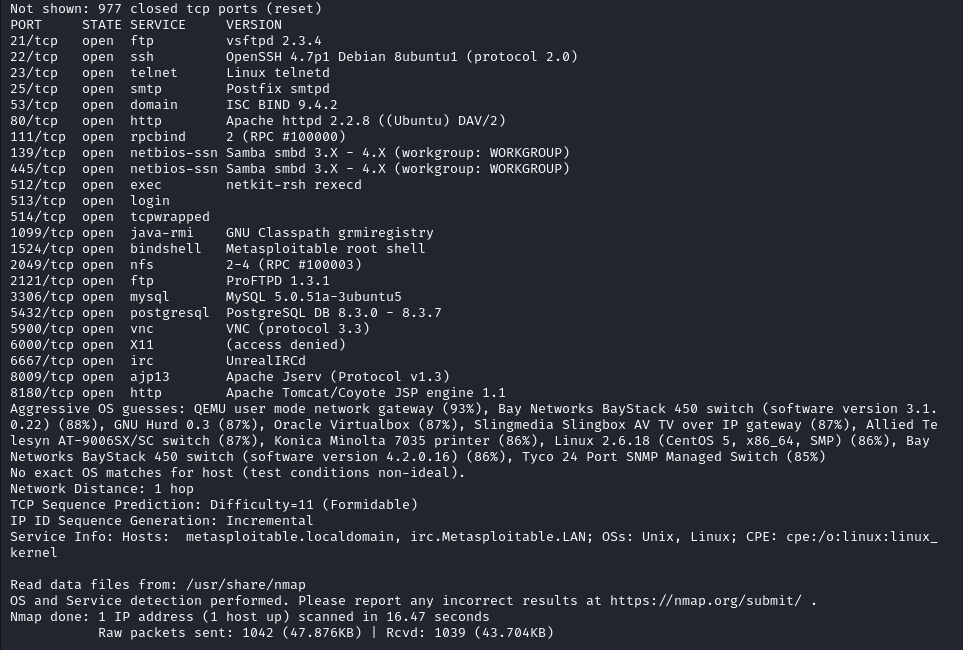 Not shown: 977 closed tcp ports (reset)
PORT     STATE SERVICE     VERSION
21/tcp   open  ftp         vsftpd 2.3.4
22/tcp   open  ssh         OpenSSH 4.7p1 Debian 8ubuntu1 (protocol 2.0)
23/tcp   open  telnet      Linux telnetd
25/tcp   open  smtp        Postfix smtpd
53/tcp   open  domain      ISC BIND 9.4.2
80/tcp   open  http        Apache httpd 2.2.8 ((Ubuntu) DAV/2)
111/tcp  open  rpcbind     2 (RPC #100000)
139/tcp  open  netbios-ssn Samba smbd 3.X - 4.X (workgroup: WORKGROUP)
445/tcp  open  netbios-ssn Samba smbd 3.X - 4.X (workgroup: WORKGROUP)
512/tcp  open  exec        netkit-rsh rexecd
513/tcp  open  login
514/tcp  open  tcpwrapped
1099/tcp open  java-rmi    GNU Classpath grmiregistry
1524/tcp open  bindshell   Metasploitable root shell
2049/tcp open  nfs         2-4 (RPC #100003)
2121/tcp open  ftp         ProFTPD 1.3.1
3306/tcp open  mysql       MySQL 5.0.51a-3ubuntu5
5432/tcp open  postgresql  PostgreSQL DB 8.3.0 - 8.3.7
5900/tcp open  vnc         VNC (protocol 3.3)
6000/tcp open  X11         (access denied)
6667/tcp open  irc         UnrealIRCd
8009/tcp open  ajp13       Apache Jserv (Protocol v1.3)
8180/tcp open  http        Apache Tomcat/Coyote JSP engine 1.1
Aggressive OS guesses: QEMU user mode network gateway (93%), Bay Networks BayStack 450 switch (software version 3.1.
0.22) (88%), GNU Hurd 0.3 (87%), Oracle Virtualbox (87%), Slingmedia Slingbox AV TV over IP gateway (87%), Allied Te
lesyn AT-9006SX/SC switch (87%), Konica Minolta 7035 printer (86%), Linux 2.6.18 (CentOS 5, x86_64, SMP) (86%), Bay
Networks BayStack 450 switch (software version 4.2.0.16) (86%), Tyco 24 Port SNMP Managed Switch (85%)
No exact OS matches for host (test conditions non-ideal).
Network Distance: 1 hop
TCP Sequence Prediction: Difficulty=11 (Formidable)
IP ID Sequence Generation: Incremental
Service Info: Hosts:  metasploitable.localdomain, irc.Metasploitable.LAN; OSs: Unix, Linux; CPE: cpe:/o:linux:linux_
kernel

Read data files from: /usr/share/nmap
OS and Service detection performed. Please report any incorrect results at https://nmap.org/submit/ .
Nmap done: 1 IP address (1 host up) scanned in 16.47 seconds
           Raw packets sent: 1042 (47.876KB) | Rcvd: 1039 (43.704KB)